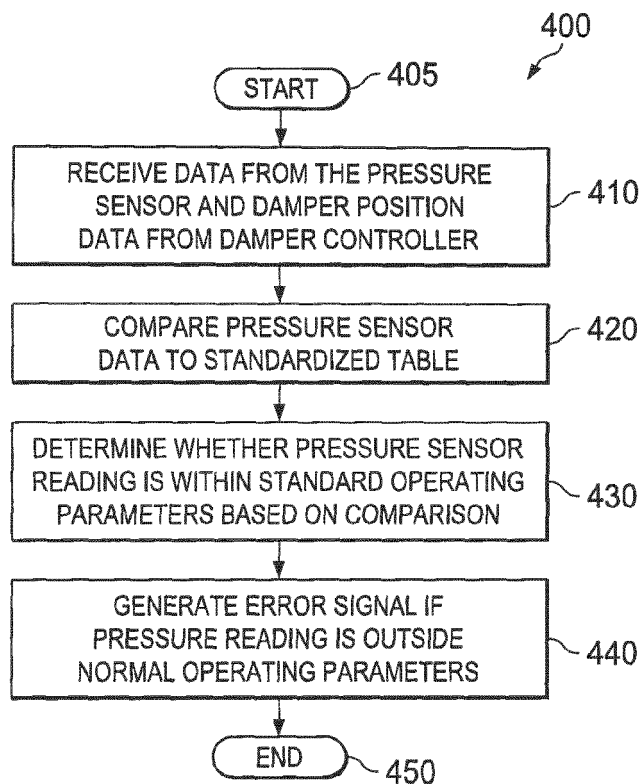 400
START
405
RECEIVE DATA FROM THE PRESSURE
SENSOR AND DAMPER POSITION
DATA FROM DAMPER CONTROLLER
410
COMPARE PRESSURE SENSOR
DATA TO STANDARDIZED TABLE
420
DETERMINE WHETHER PRESSURE SENSOR
READING IS WITHIN STANDARD OPERATING
PARAMETERS BASED ON COMPARISON
430
GENERATE ERROR SIGNAL IF
PRESSURE READING IS OUTSIDE
NORMAL OPERATING PARAMETERS
440
END
450